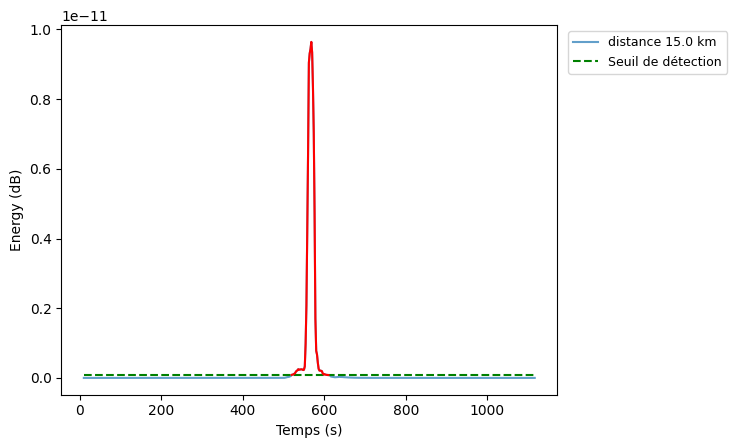 1e−11
distance 15.0 km
Seuil de détection
1.0
0.8
0.6
0.4
0.2
0.0
Energy (dB)
0 200 400 600 800 1000
Temps (s)